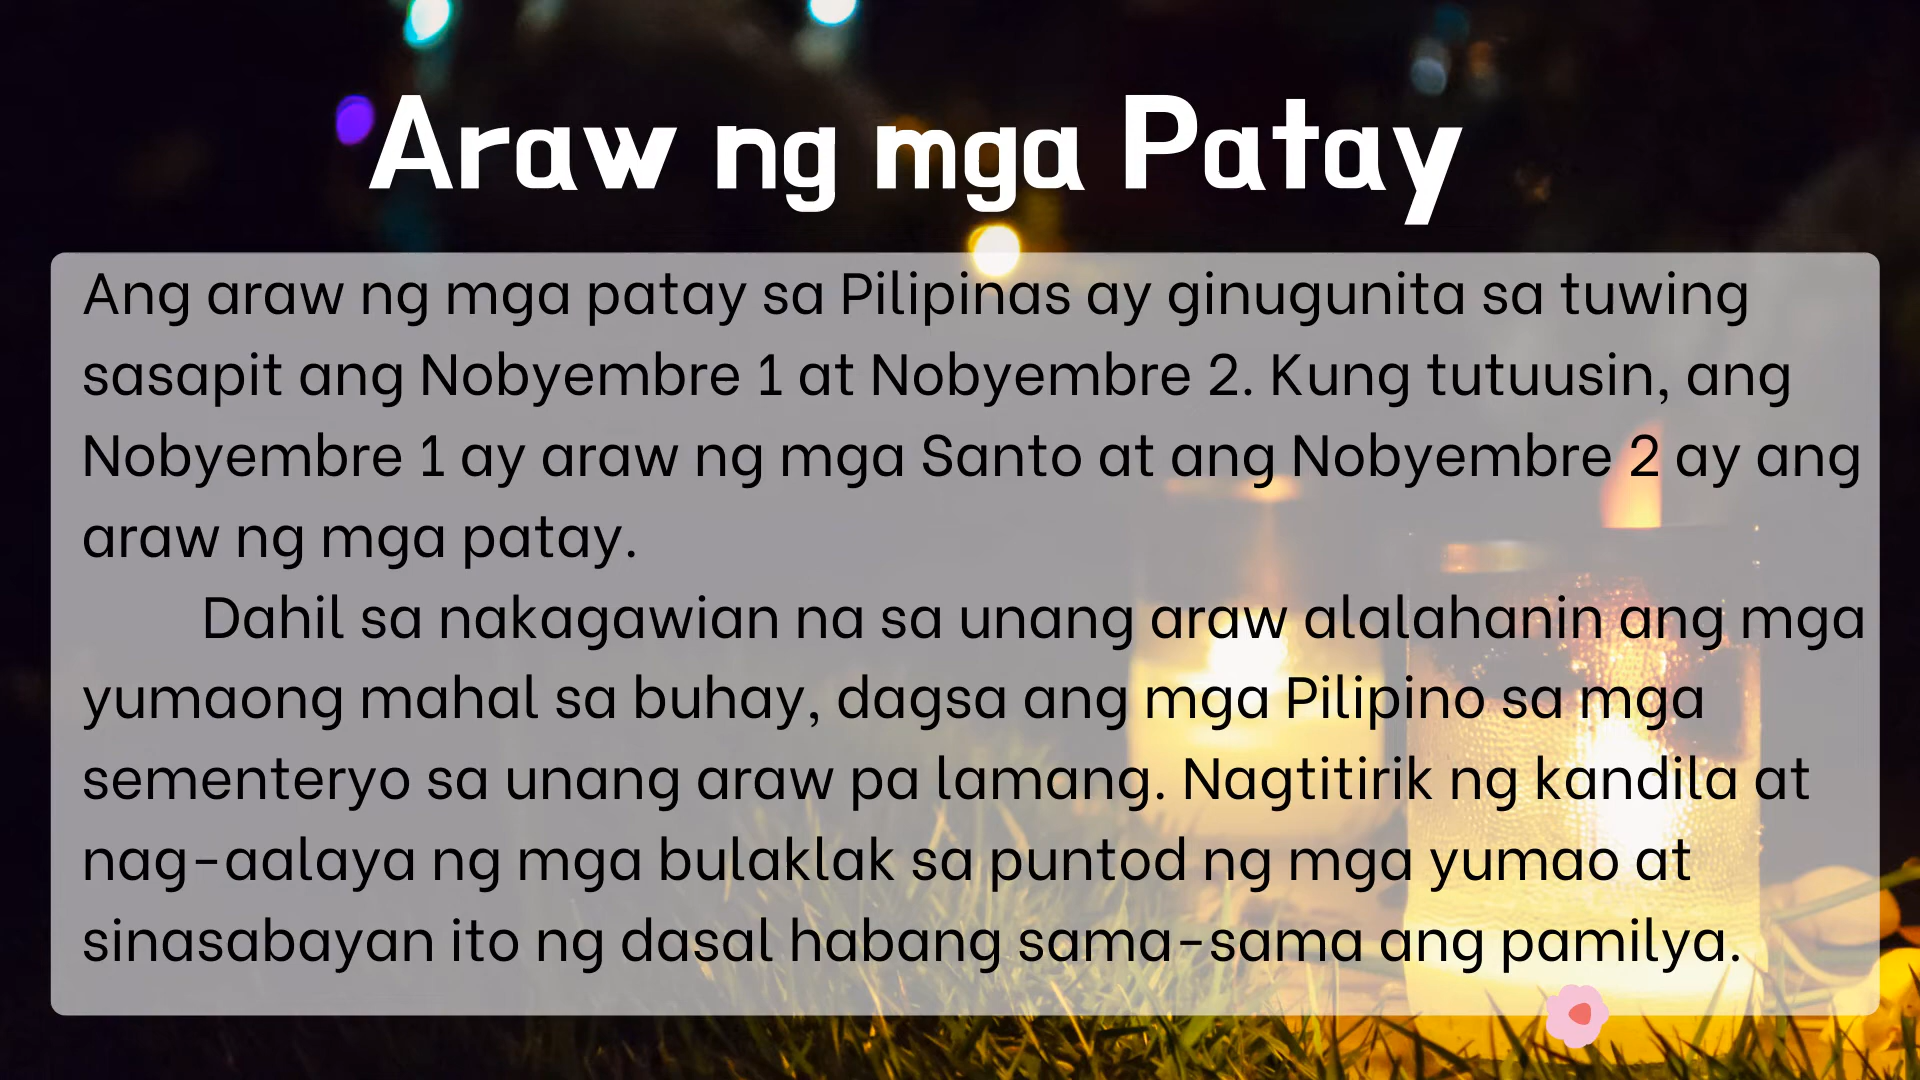 Araw ng mga Patay
Ang araw ng mga patay sa Pilipinas ay ginugunita sa tuwing
sasapit ang Nobyembre 1 at Nobyembre 2. Kung tutuusin, ang
Nobyembre 1 ay araw ng mga Santo at ang Nobyembre 2 ay ang
araw ng mga patay.
Dahil sa nakagawian na sa unang araw alalahanin ang mga
yumaong mahal sa buhay, dagsa ang mga Pilipino sa mga
sementeryo sa unang araw pa lamang. Nagtitirik ng kandila at
nag-aalaya ng mga bulaklak sa puntod ng mga yumao at
sinasabayan ito ng dasal habang sama-sama ang pamilya.